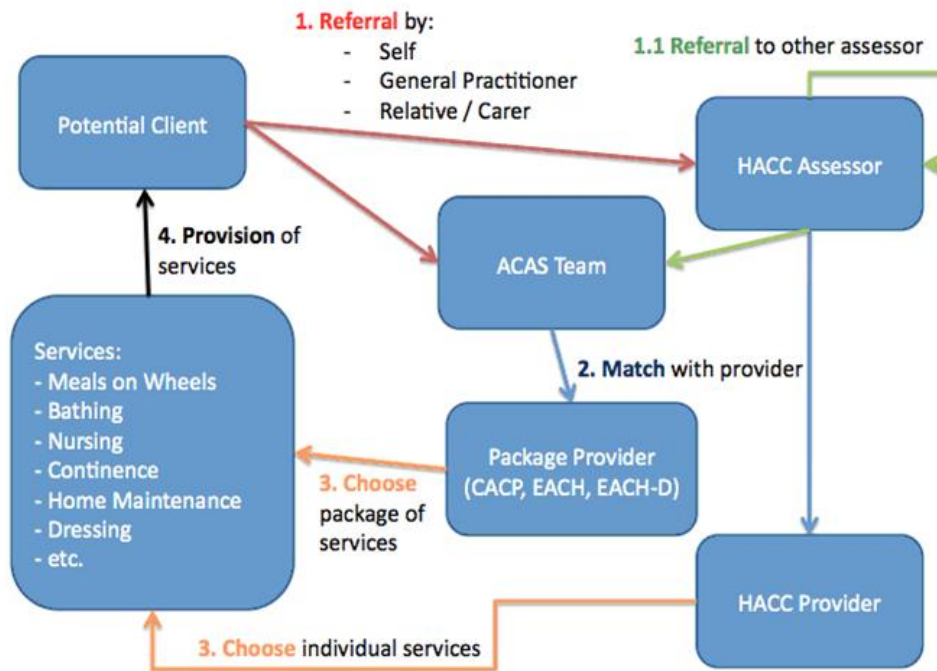 1. Referral by:
- Self
- General Practitioner
- Relative / Carer
1.1 Referral to other assessor
Potential Client
HACC Assessor
4. Provision of
services
ACAS Team
Services:
- Meals on Wheels
- Bathing
- Nursing
- Continence
- Home Maintenance
- Dressing
- etc.
2. Match with provider
Package Provider
(CACP, EACH, EACH-D)
3. Choose
package of
services
HACC Provider
3. Choose individual services